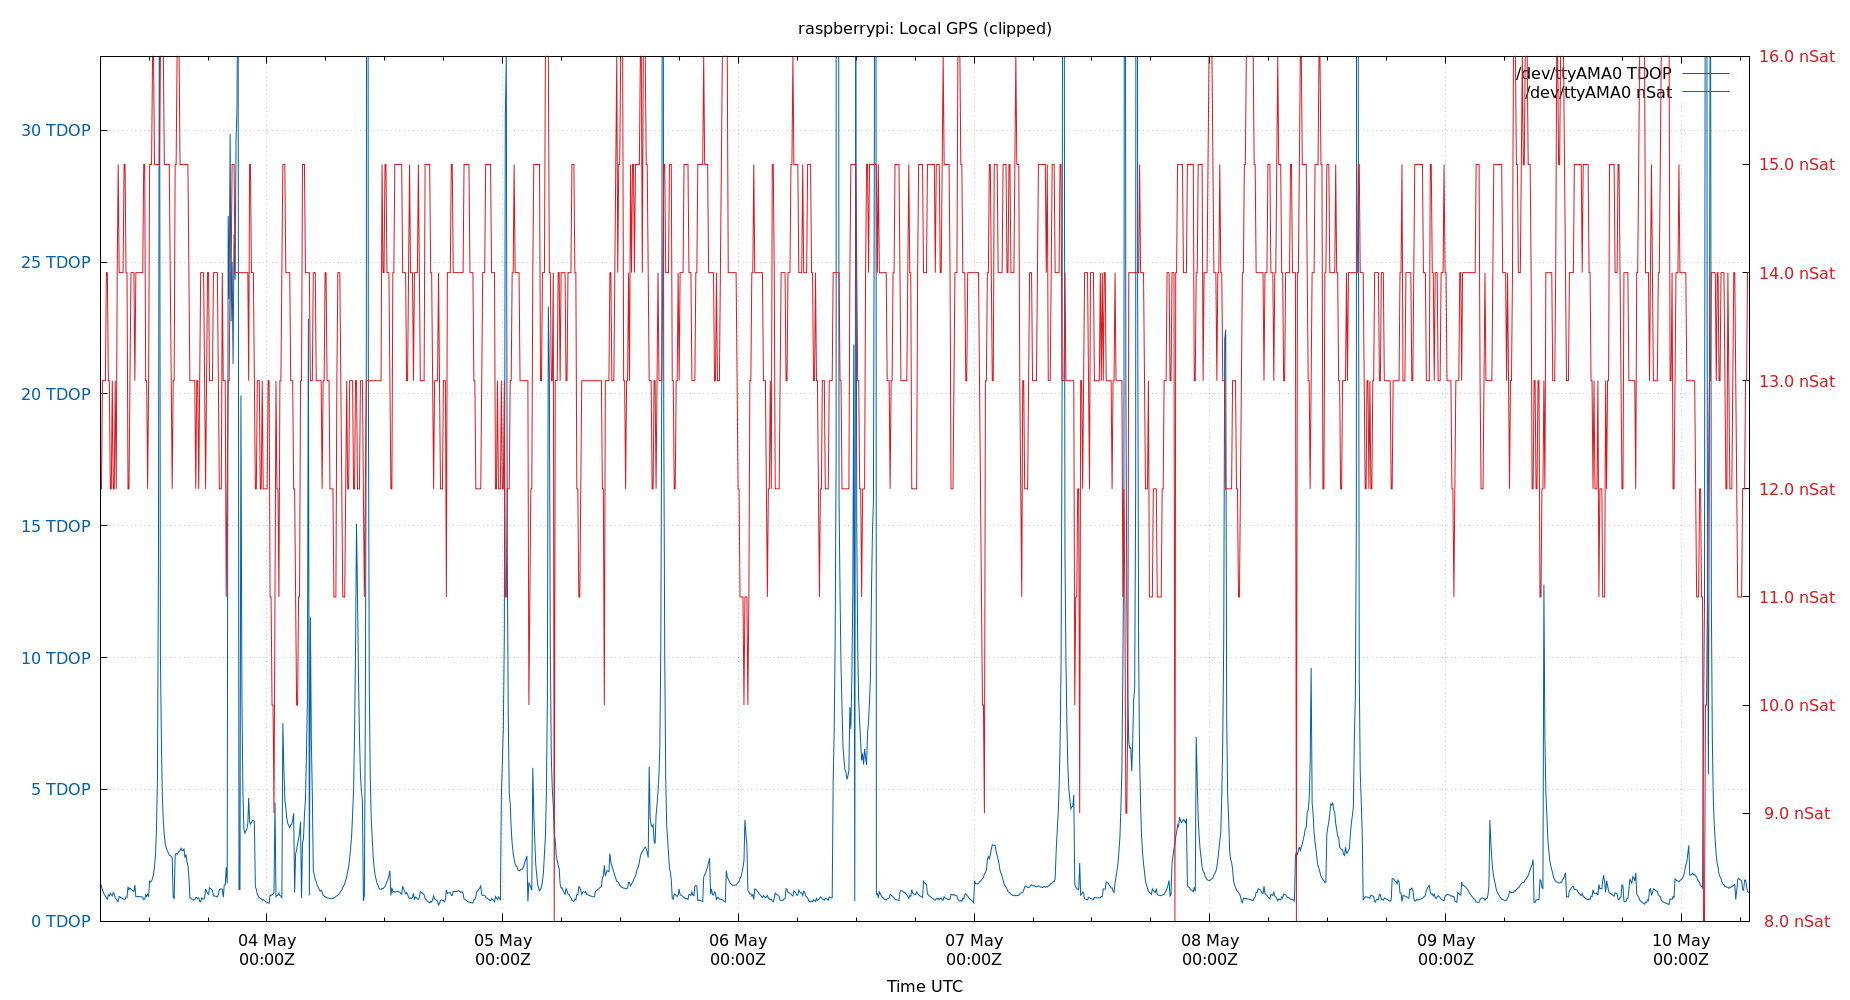 raspberrypi: Local GPS (clipped)
16.0 nSat
/dev/ttyAMA0 TDOP
/dev/ttyAMA0 nSat
30 TDOP
15.0 nSat
25 TDOP
14.0 nSat
20 TDOP
13.0 nSat
15 TDOP
12.0 nSat
11.0 nSat
10 TDOP
10.0 nSat
5 TDOP
9.0 nSat
0 TDOP
8.0 nSat
04 May
00:00Z
05 May
00:00Z
06 May
00:00Z
07 May
00:00Z
08 May
00:00Z
09 May
00:00Z
10 May
00:00Z
Time UTC